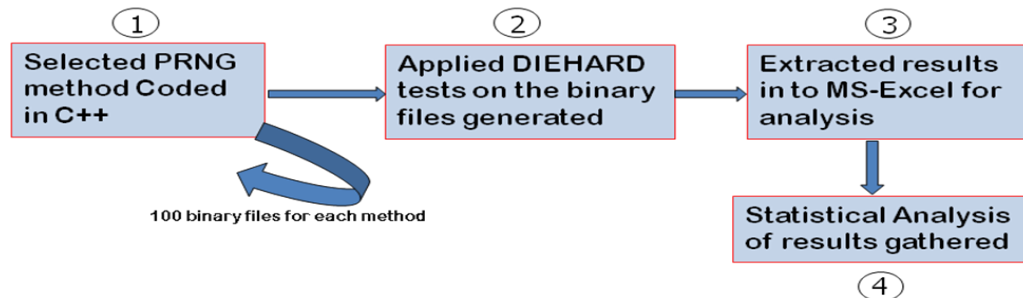 1
Selected PRNG
method Coded
in C++
100 binary files for each method
2
Applied DIEHARD
tests on the binary
files generated
3
Extracted results
in to MS-Excel for
analysis
Statistical Analysis
of results gathered
4